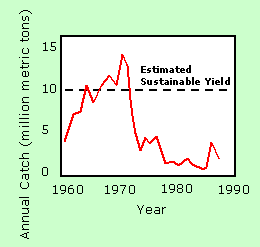 Annual Catch (million metric tons)
15
10
5
0
Estimated
Sustainable Yield
1960 1970 1980 1990
Year